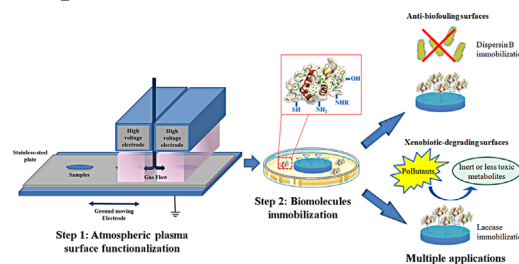 Stainless-steel
plate
High
voltage
electrode
High
voltage
electrode
Samples
Gas Flow
Ground moving
Electrode
Step 1: Atmospheric plasma
surface functionalization
SH
NH2
NHR
OH
Step 2: Biomolecules
immobilization
Anti-biofouling surfaces
Dispersin B
immobilizati
Xenobiotic-degrading surfaces
Pollutants
Inert or less toxic
metabolites
Laccase
immobilizati
Multiple applications